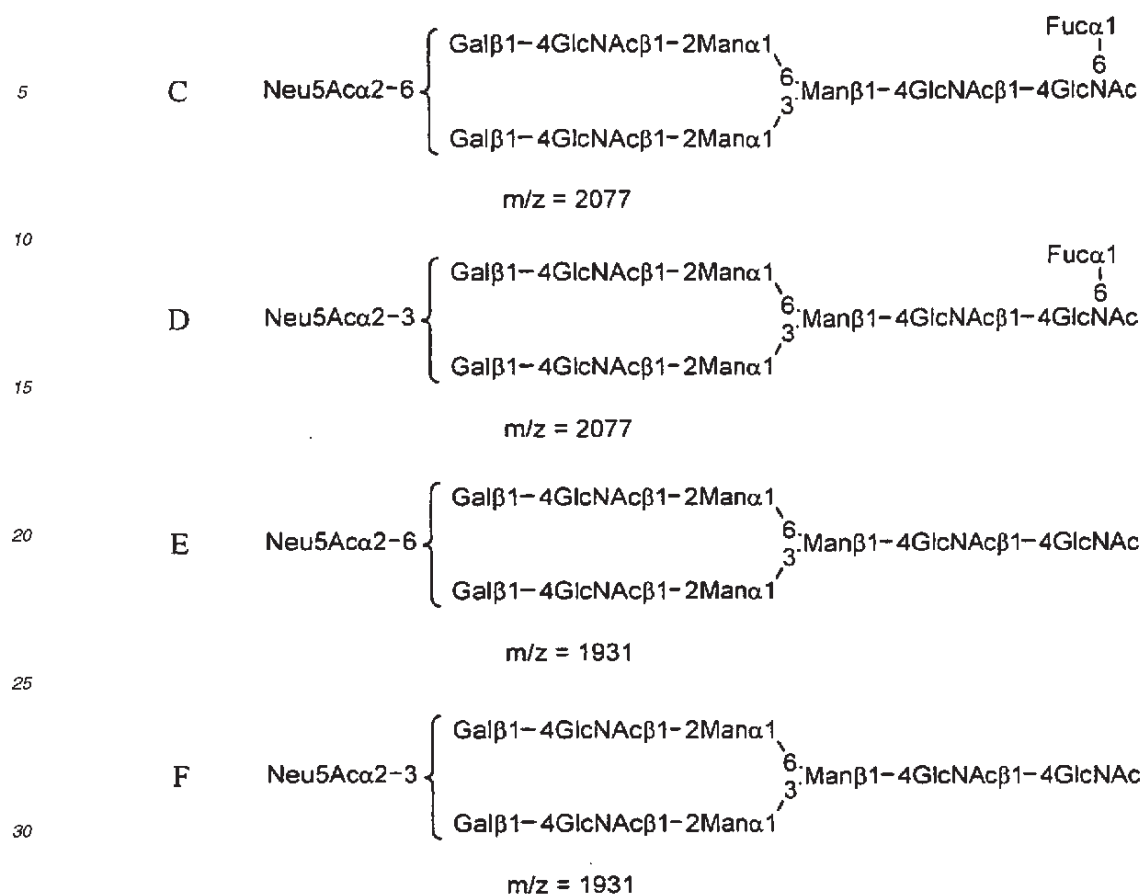 Fucα1
Galβ1-4GlcNAcβ1-2Manα1
6
5 C Neu5Acα2-6 6 Manβ1-4GlcNAcβ1-4GlcNAc
3
Galβ1-4GlcNAcβ1-2Manα1
m/z = 2077
10
Fucα1
Galβ1-4GlcNAcβ1-2Manα1
6
D Neu5Acα2-3 6 Manβ1-4GlcNAcβ1-4GlcNAc
3
Galβ1-4GlcNAcβ1-2Manα1
15
m/z = 2077
Galβ1-4GlcNAcβ1-2Manα1
20 E Neu5Acα2-6 6 Manβ1-4GlcNAcβ1-4GlcNAc
3
Galβ1-4GlcNAcβ1-2Manα1
m/z = 1931
25
Galβ1-4GlcNAcβ1-2Manα1
F Neu5Acα2-3 6 Manβ1-4GlcNAcβ1-4GlcNAc
3
30 Galβ1-4GlcNAcβ1-2Manα1
m/z = 1931